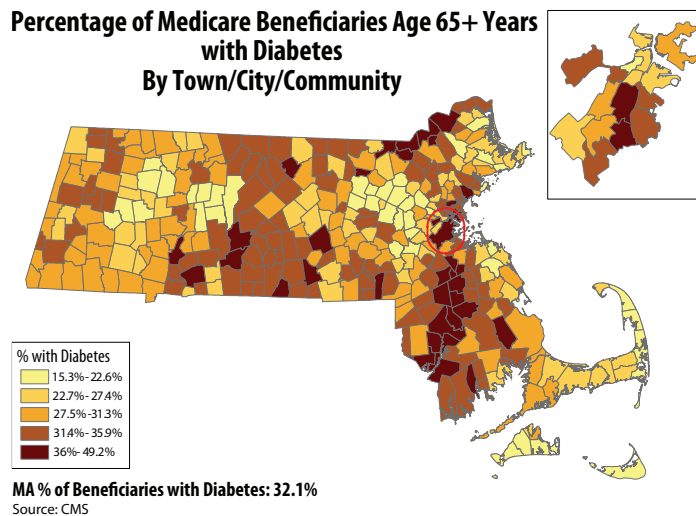 Percentage of Medicare Beneficiaries Age 65+ Years
with Diabetes
By Town/City/Community
% with Diabetes
15.3%- 22.6%
22.7%- 27.4%
27.5%-31.3%
314%- 35.9%
36%- 49.2%
MA % of Beneficiaries with Diabetes: 32.1%
Source: CMS